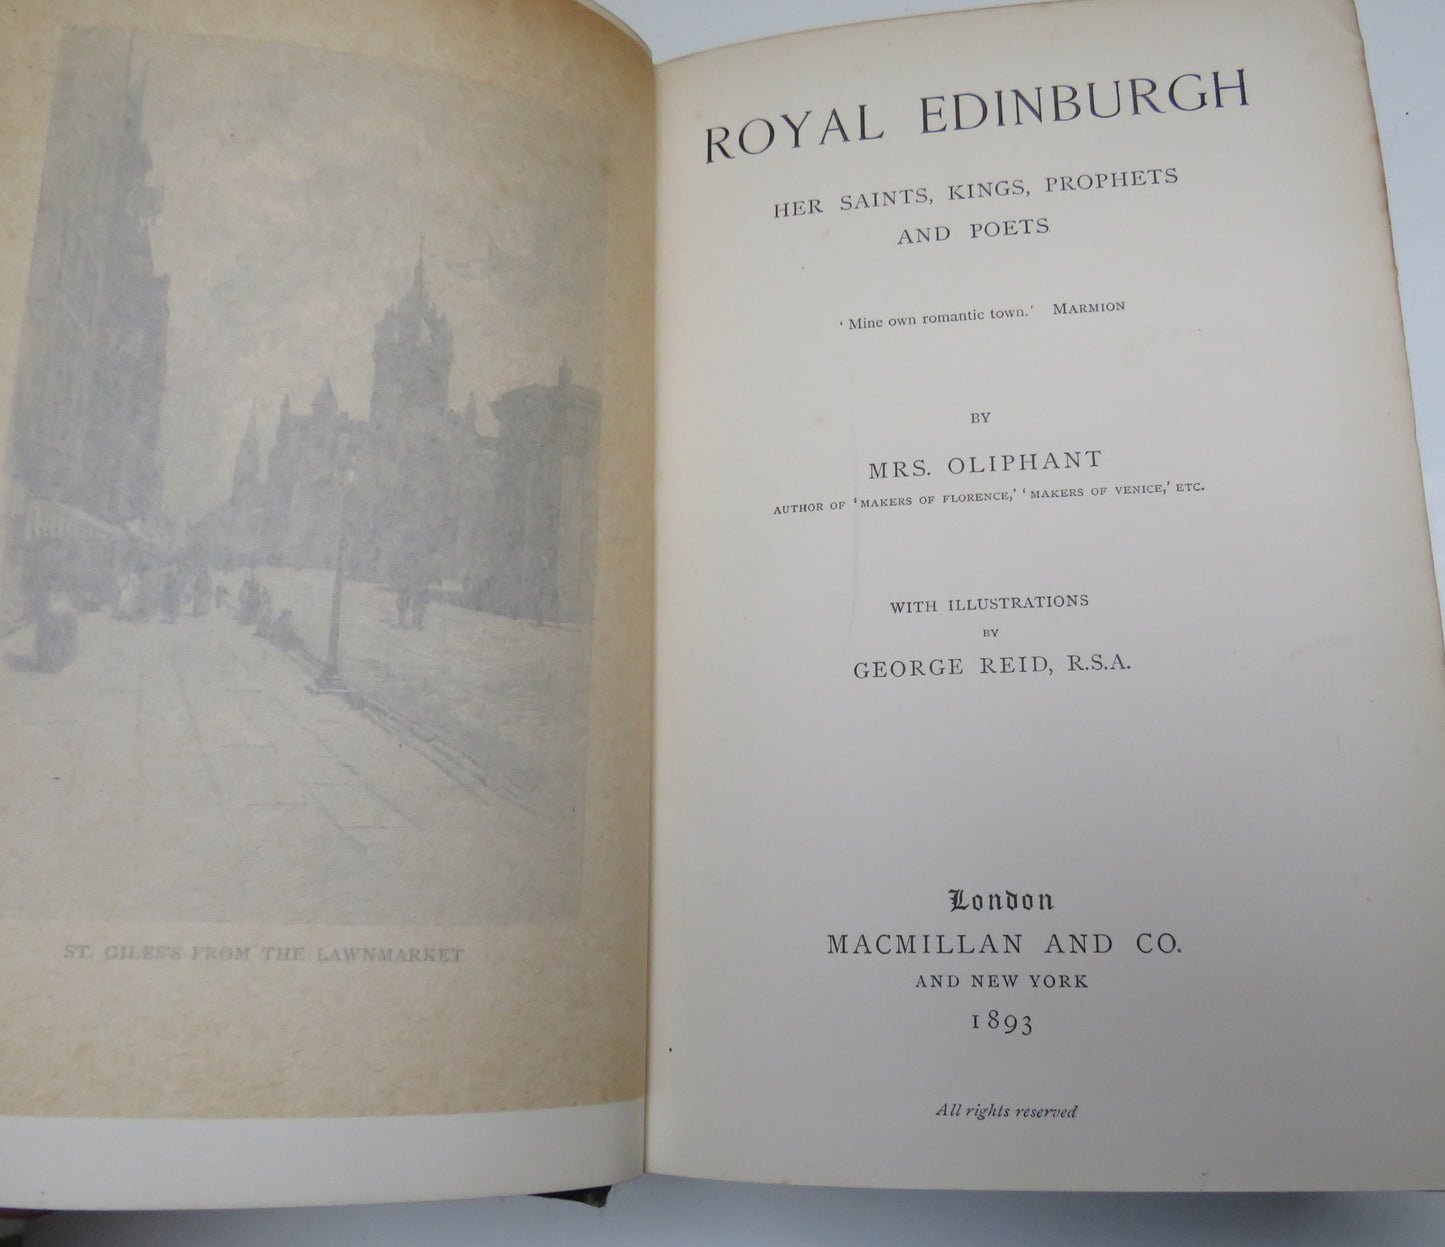 ST. GILES'S FROM THE LAWNMARKET
ROYAL EDINBURGH
HER SAINTS, KINGS, PROPHETS
AND POETS
'Mine own romantic town.' MARMION
BY
MRS. OLIPHANT
AUTHOR OF 'MAKERS OF FLORENCE,' 'MAKERS OF VENICE,' ETC.
WITH ILLUSTRATIONS
BY
GEORGE REID, R.S.A.
London
MACMILLAN AND CO.
AND NEW YORK
1893
All rights reserved